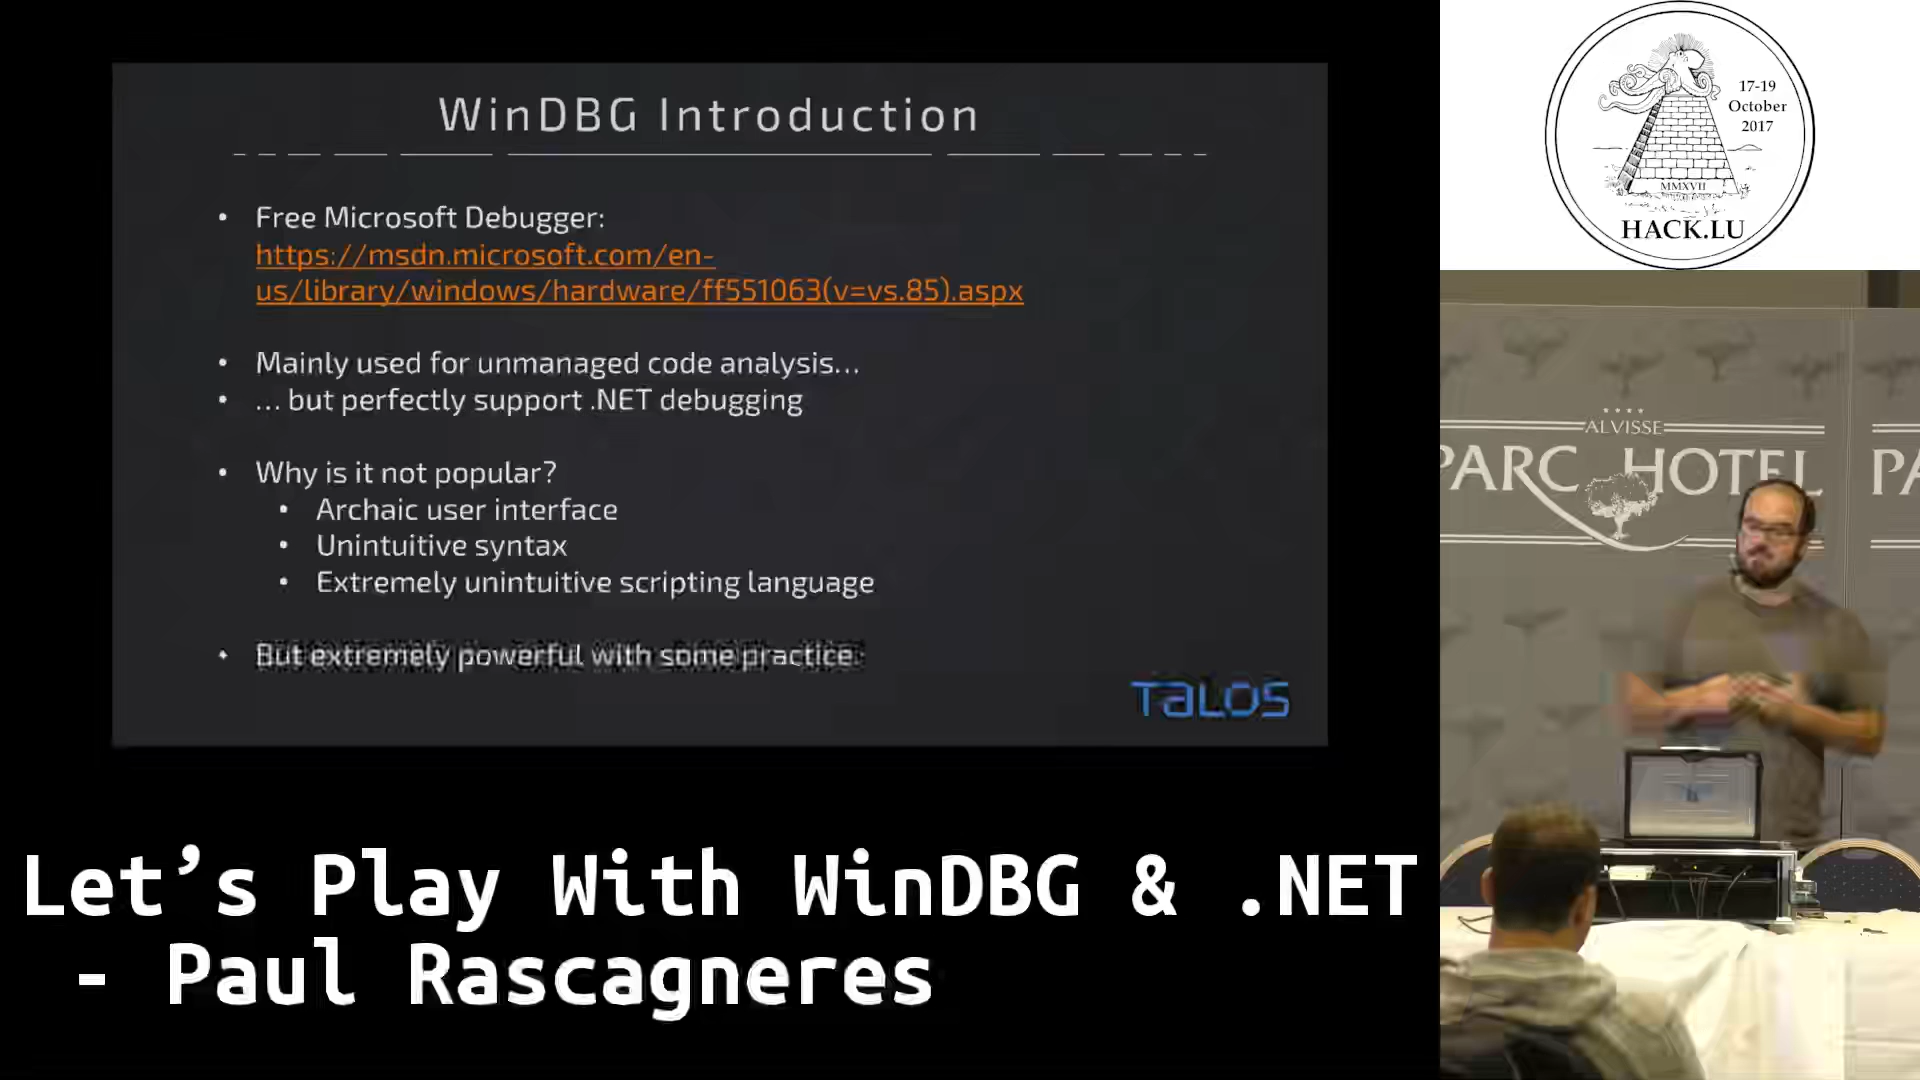 WinDBG Introduction
• Free Microsoft Debugger:
https://msdn.microsoft.com/en-
us/library/windows/hardware/ff551063(v=vs.85).aspx
• Mainly used for unmanaged code analysis…
• … but perfectly support .NET debugging
• Why is it not popular?
• Archaic user interface
• Unintuitive syntax
• Extremely unintuitive scripting language
• But extremely powerful with some practice
TALOS
Let’s Play With WinDBG & .NET
- Paul Rascagneres
17-19
October
2017
MMXVII
HACK.LU
ALVISSE
PARC HOTEL PA